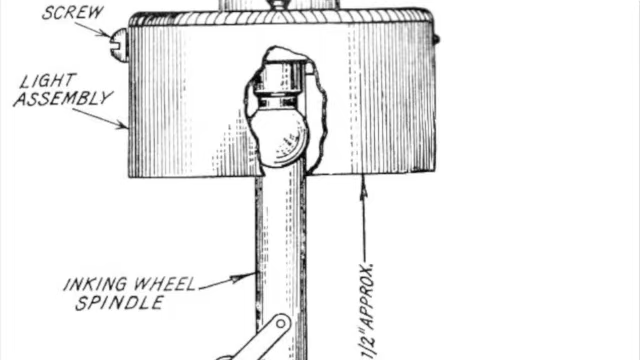 SCREW
LIGHT
ASSEMBLY
INKING WHEEL
SPINDLE
1/2" APPROX.